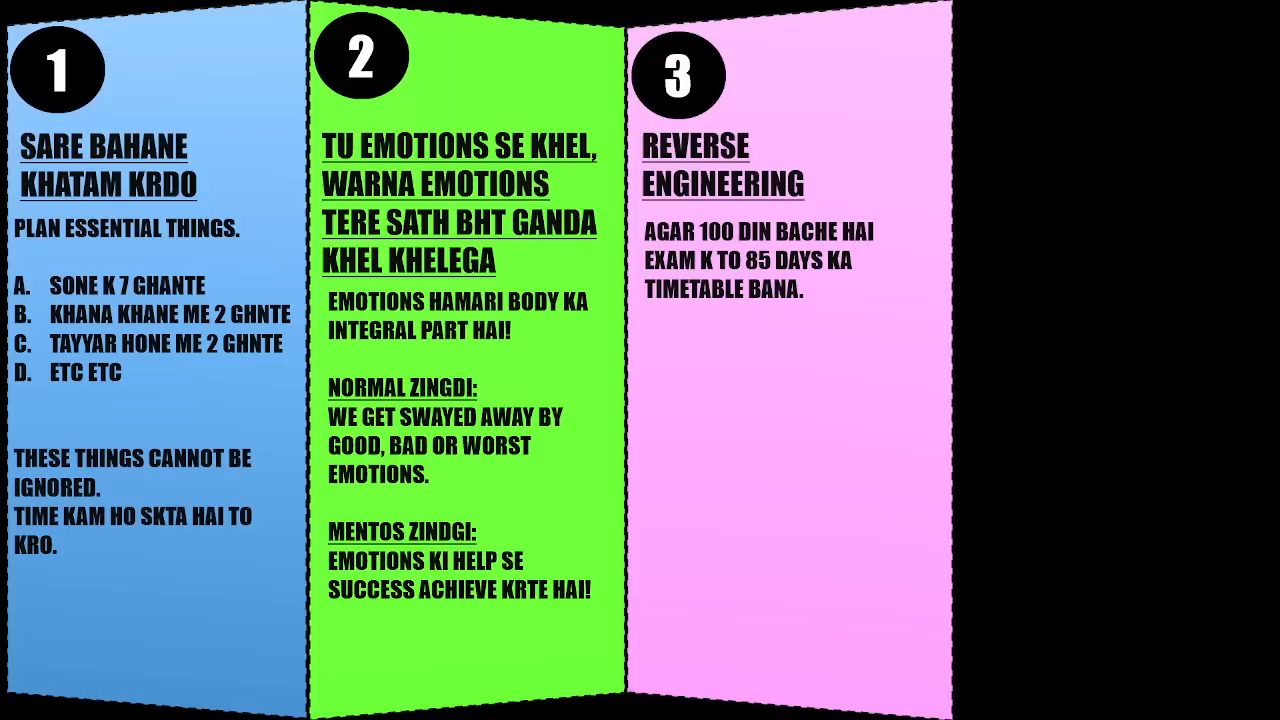 1
SARE BAHANE
KHATAM KRDO
PLAN ESSENTIAL THINGS.
A. SONE K 7 GHANTE
B. KHANA KHANE ME 2 GHNTE
C. TAYYAR HONE ME 2 GHNTE
D. ETC ETC
THESE THINGS CANNOT BE
IGNORED.
TIME KAM HO SKTA HAI TO
KRO.
2
TU EMOTIONS SE KHEL,
WARNA EMOTIONS
TERE SATH BHT GANDA
KHEL KHELEGA
EMOTIONS HAMARI BODY KA
INTEGRAL PART HAI!
NORMAL ZINGDI:
WE GET SWAYED AWAY BY
GOOD, BAD OR WORST
EMOTIONS.
MENTOS ZINDGI:
EMOTIONS KI HELP SE
SUCCESS ACHIEVE KRTE HAI!
3
REVERSE
ENGINEERING
AGAR 100 DIN BACHE HAI
EXAM K TO 85 DAYS KA
TIMETABLE BANA.